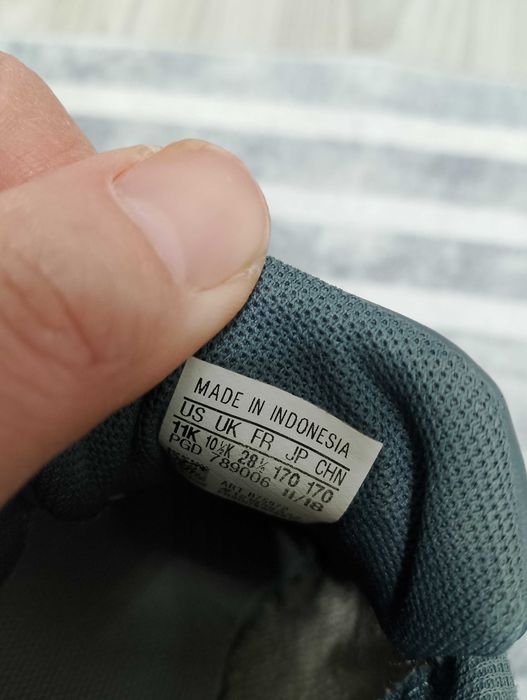 MADE IN INDONESIA
US UK FR JP CHN
11K 10½K 28½ 170 170
PGD 789006 11/18
ART